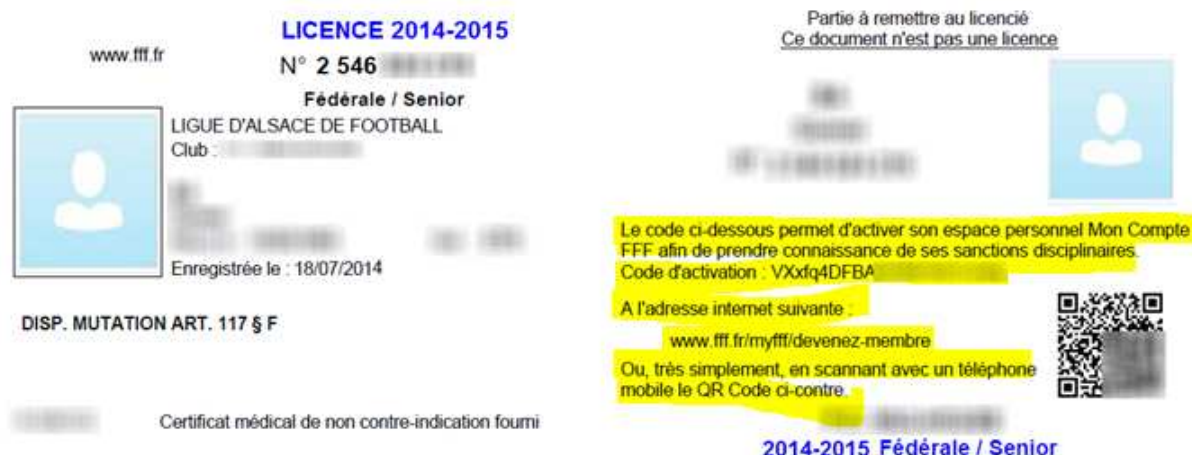 www.fff.fr
LICENCE 2014-2015
N° 2 546
Fédérale / Senior
LIGUE D'ALSACE DE FOOTBALL
Club :
Enregistrée le : 18/07/2014
DISP. MUTATION ART. 117 § F
Certificat médical de non contre-indication fourni
Partie à remettre au licencié
Ce document n'est pas une licence
Le code ci-dessous permet d'activer son espace personnel Mon Compte
FFF afin de prendre connaissance de ses sanctions disciplinaires.
Code d'activation : VXxfq4DFBA
A l'adresse internet suivante :
www.fff.fr/myfff/devenez-membre
Ou, très simplement, en scannant avec un téléphone
mobile le QR Code ci-contre.
2014-2015 Fédérale / Senior